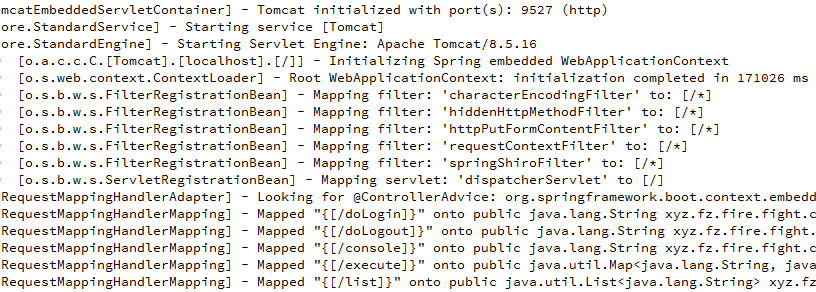 mcatEmbeddedServletContainer] - Tomcat initialized with port(s): 9527 (http)
ore.StandardService] - Starting service [Tomcat]
ore.StandardEngine] - Starting Servlet Engine: Apache Tomcat/8.5.16
[o.a.c.c.C.[Tomcat].[localhost].[/]] - Initializing Spring embedded WebApplicationContext
[o.s.web.context.ContextLoader] - Root WebApplicationContext: initialization completed in 171026 ms
[o.s.b.w.s.FilterRegistrationBean] - Mapping filter: 'characterEncodingFilter' to: [/*]
[o.s.b.w.s.FilterRegistrationBean] - Mapping filter: 'hiddenHttpMethodFilter' to: [/*]
[o.s.b.w.s.FilterRegistrationBean] - Mapping filter: 'httpPutFormContentFilter' to: [/*]
[o.s.b.w.s.FilterRegistrationBean] - Mapping filter: 'requestContextFilter' to: [/*]
[o.s.b.w.s.FilterRegistrationBean] - Mapping filter: 'springShiroFilter' to: [/*]
[o.s.b.w.s.ServletRegistrationBean] - Mapping servlet: 'dispatcherServlet' to [/]
RequestMappingHandlerAdapter] - Looking for @ControllerAdvice: org.springframework.boot.context.embedd
RequestMappingHandlerMapping] - Mapped "{[/doLogin]}" onto public java.lang.String xyz.fz.fire.fight.c
RequestMappingHandlerMapping] - Mapped "{[/doLogout]}" onto public java.lang.String xyz.fz.fire.fight.
RequestMappingHandlerMapping] - Mapped "{[/console]}" onto public java.lang.String xyz.fz.fire.fight.c
RequestMappingHandlerMapping] - Mapped "{[/execute]}" onto public java.util.Map<java.lang.String, java
RequestMappingHandlerMapping] - Mapped "{[/list]}" onto public java.util.List<java.lang.String> xyz.fz